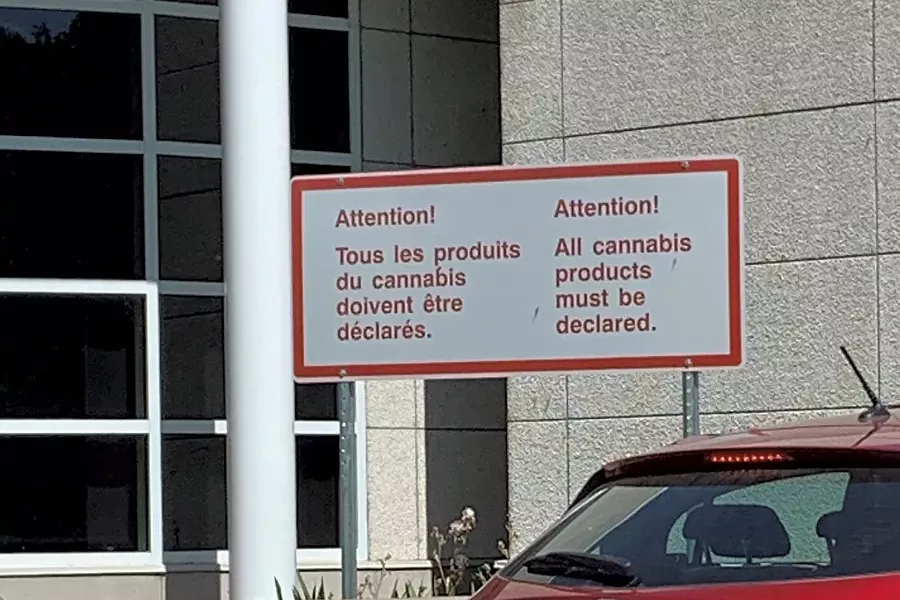 Attention!
Tous les produits
du cannabis
doivent être
déclarés.
Attention!
All cannabis
products
must be
declared.